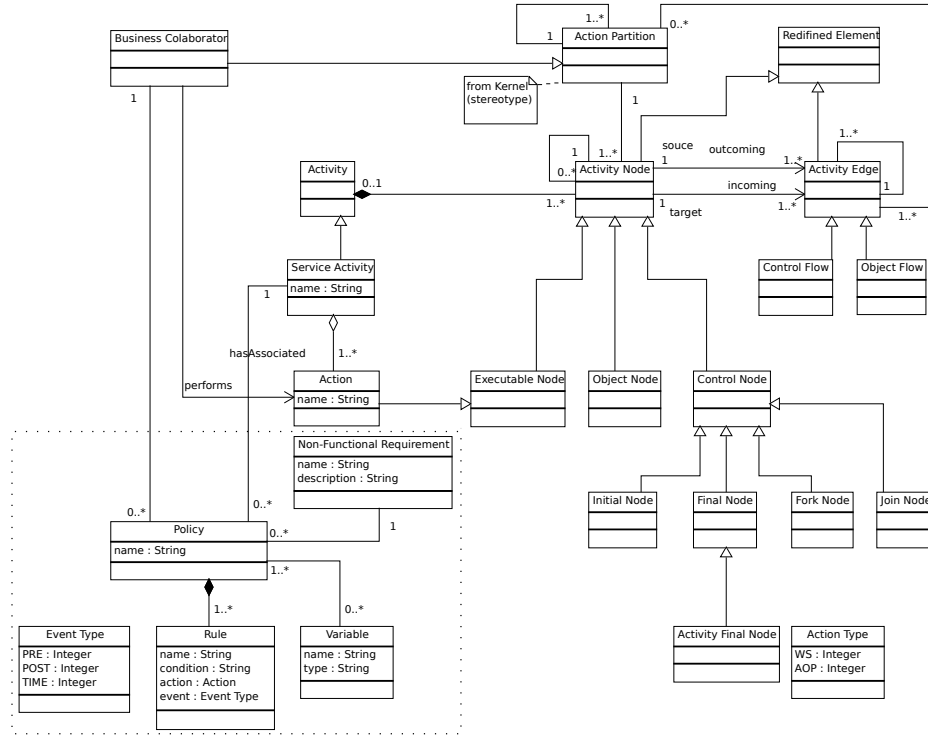 1..*
0..*
Business Colaborator
1
Action Partition
Redifined Element
from Kernel
(stereotype)
1
1
1
souce
outcoming
1..*
1..*
1
1..*
Activity
0..1
0..*
Activity Node
Activity Edge
incoming
1
1..*
1
target
1..*
1..*
Service Activity
name : String
1
Control Flow
Object Flow
hasAssociated
1..*
performs
Action
name : String
Executable Node
Object Node
Control Node
Non-Functional Requirement
name : String
description : String
Initial Node
Final Node
Fork Node
Join Node
0..*
0..*
Policy
0..*
1
name : String
1..*
1..*
0..*
Event Type
PRE : Integer
POST : Integer
TIME : Integer
Rule
name : String
condition : String
action : Action
event : Event Type
Variable
name : String
type : String
Activity Final Node
Action Type
WS : Integer
AOP : Integer